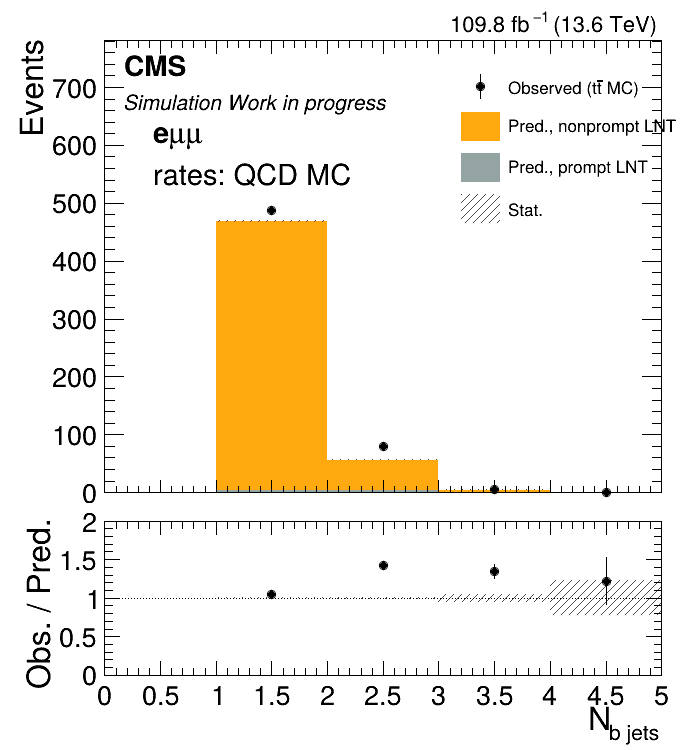 109.8 fb⁻¹ (13.6 TeV)
Events
CMS
Simulation Work in progress
eμμ
rates: QCD MC
Observed (tt̄ MC)
Pred., nonprompt LNT
Pred., prompt LNT
Stat.
700
600
500
400
300
200
100
0
Obs. / Pred.
2
1.5
1
0.5
0
0 0.5 1 1.5 2 2.5 3 3.5 4 4.5 5
N_b jets